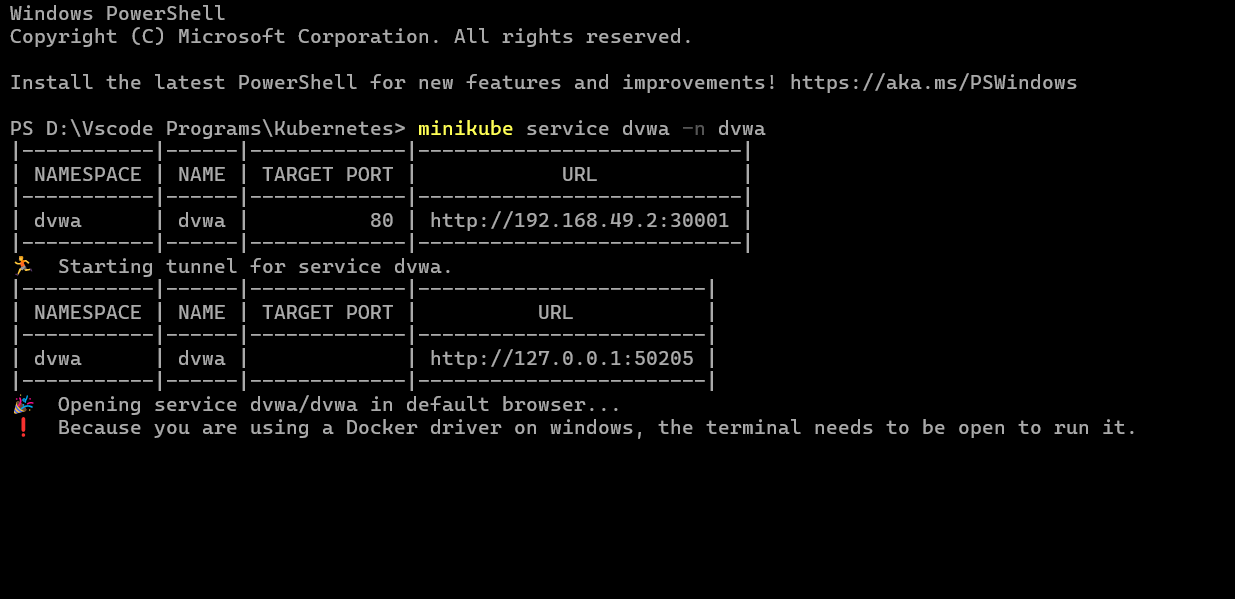 Windows PowerShell
Copyright (C) Microsoft Corporation. All rights reserved.
Install the latest PowerShell for new features and improvements! https://aka.ms/PSWindows
PS D:\Vscode Programs\Kubernetes> minikube service dvwa -n dvwa
|-----------|------|-------------|---------------------------|
| NAMESPACE | NAME | TARGET PORT |            URL            |
|-----------|------|-------------|---------------------------|
| dvwa      | dvwa |          80 | http://192.168.49.2:30001 |
|-----------|------|-------------|---------------------------|
🏃  Starting tunnel for service dvwa.
|-----------|------|-------------|------------------------|
| NAMESPACE | NAME | TARGET PORT |          URL           |
|-----------|------|-------------|------------------------|
| dvwa      | dvwa |             | http://127.0.0.1:50205 |
|-----------|------|-------------|------------------------|
🎉  Opening service dvwa/dvwa in default browser...
❗  Because you are using a Docker driver on windows, the terminal needs to be open to run it.